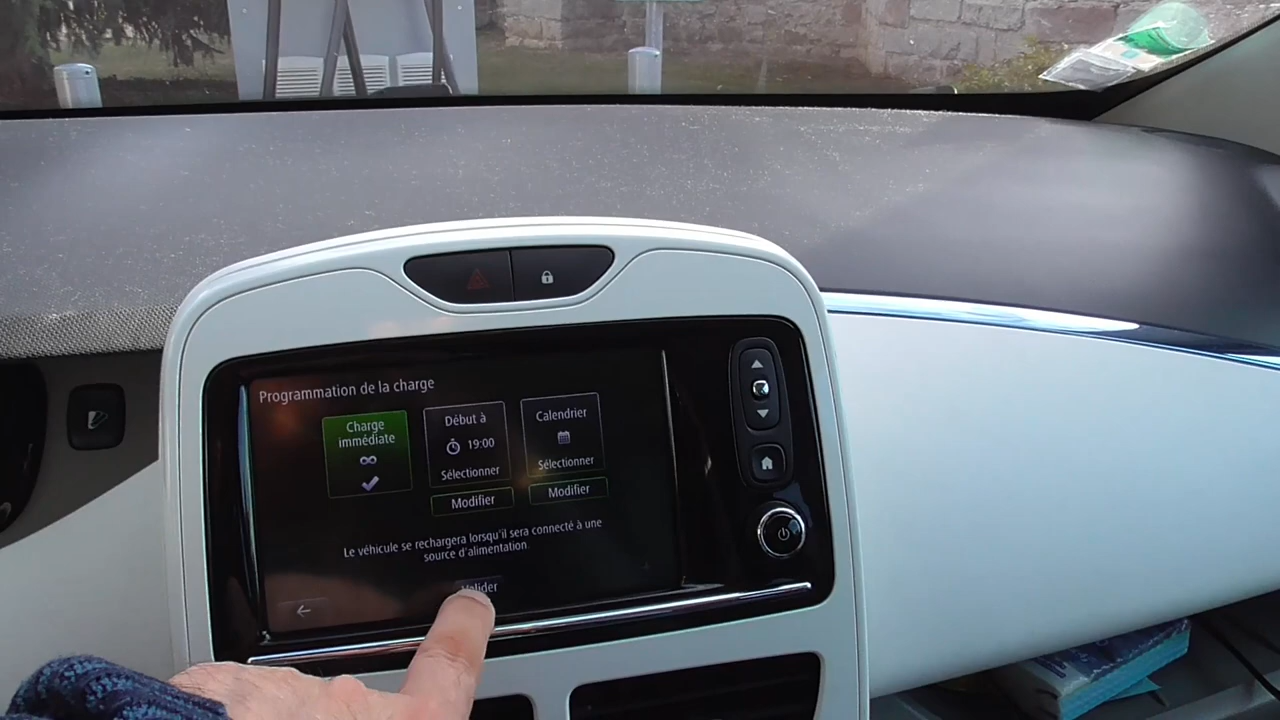 Programmation de la charge
Charge
immédiate
Début à
19:00
Sélectionner
Modifier
Calendrier
Sélectionner
Modifier
Le véhicule se rechargera lorsqu'il sera connecté à une
source d'alimentation.
Valider